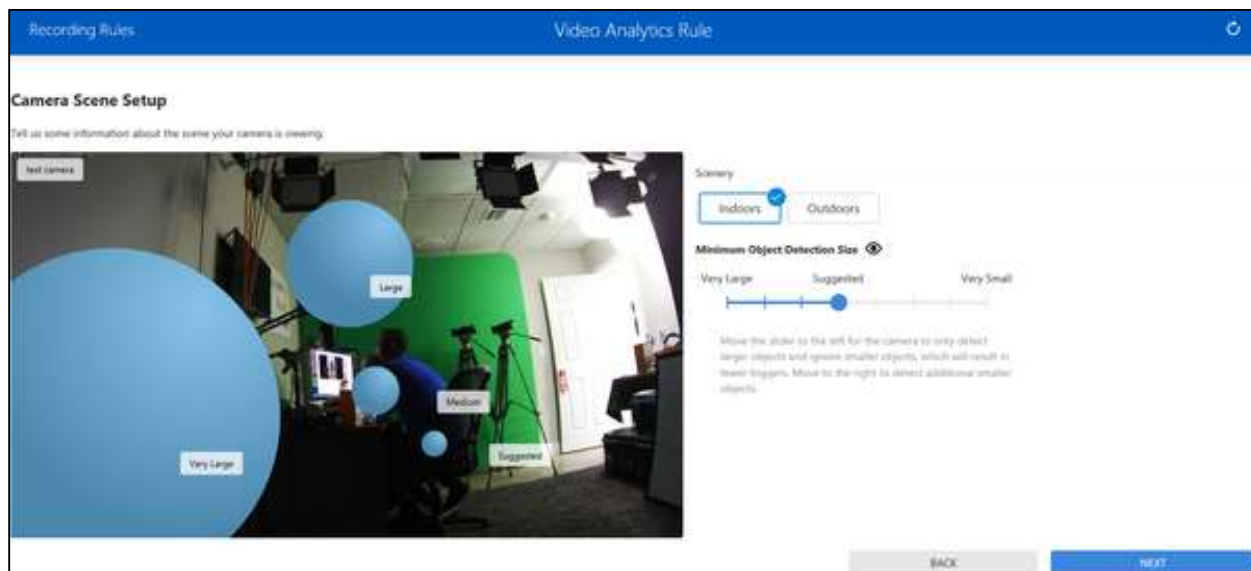 Recording Rules
Video Analytics Rule
Camera Scene Setup
Tell us some information about the scene your camera is viewing:
test camera
Large
Medium
Suggested
Very Large
Scenery
Indoors
Outdoors
Minimum Object Detection Size
Very Large Suggested Very Small
Move the slider to the left for the camera to only detect
larger objects and ignore smaller objects, which will result in
fewer triggers. Move to the right to detect additional smaller
objects.
BACK
NEXT